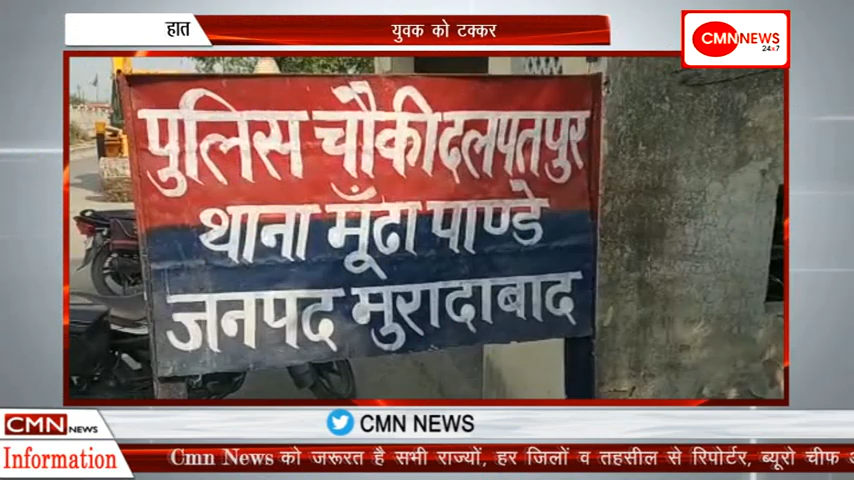 हात
युवक को टक्कर
CMN NEWS
24x7
पुलिस चौकी दलपतपुर
थाना मूँढा पाण्डे
जनपद मुरादाबाद
CMN NEWS
CMN NEWS
Information
Cmn News को जरूरत है सभी राज्यों, हर जिलों व तहसील से रिपोर्टर, ब्यूरो चीफ